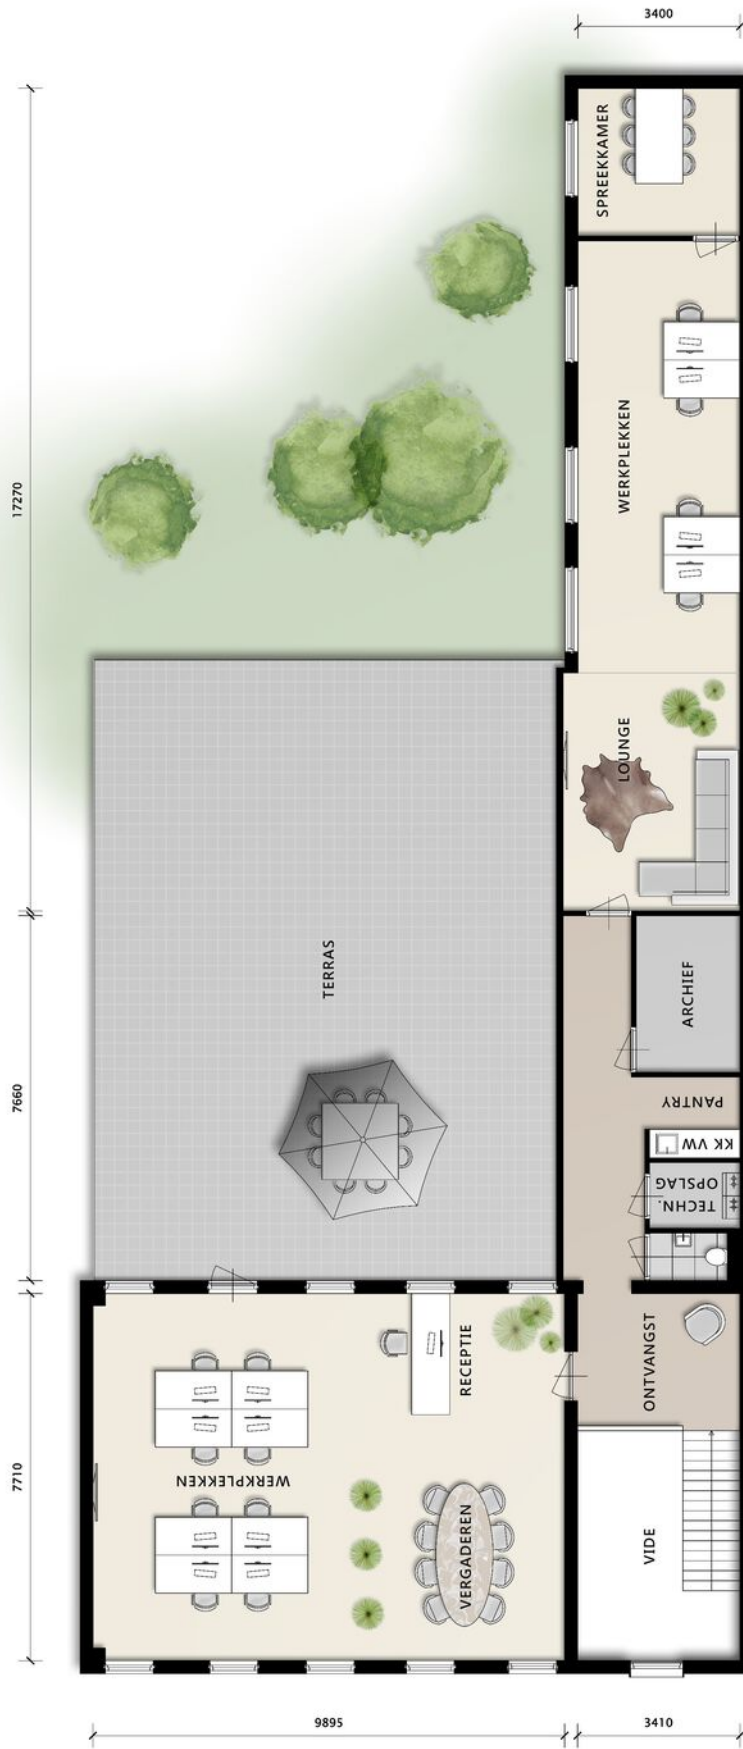 3400
SPREEKKAMER
WERKPLEKKEN
17270
LOUNGE
TERRAS
ARCHIEF
7660
PANTRY
KK VW
TECHN.
OPSLAG
ONTVANGST
RECEPTIE
WERKPLEKKEN
7710
VERGADEREN
VIDE
9895
3410